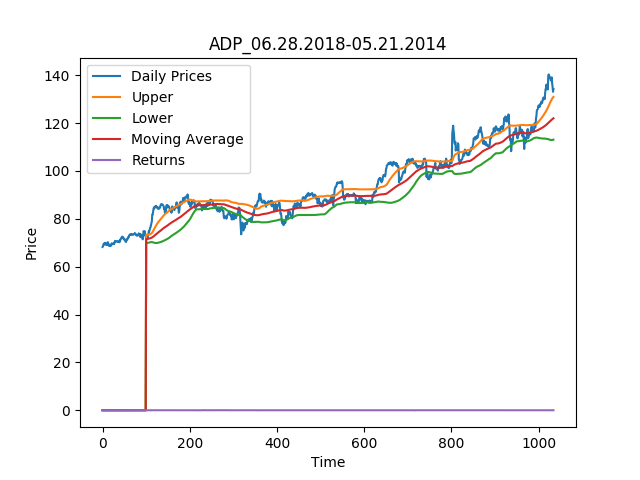 ADP_06.28.2018-05.21.2014
Daily Prices
Upper
Lower
Moving Average
Returns
Price
140
120
100
80
60
40
20
0
0 200 400 600 800 1000
Time